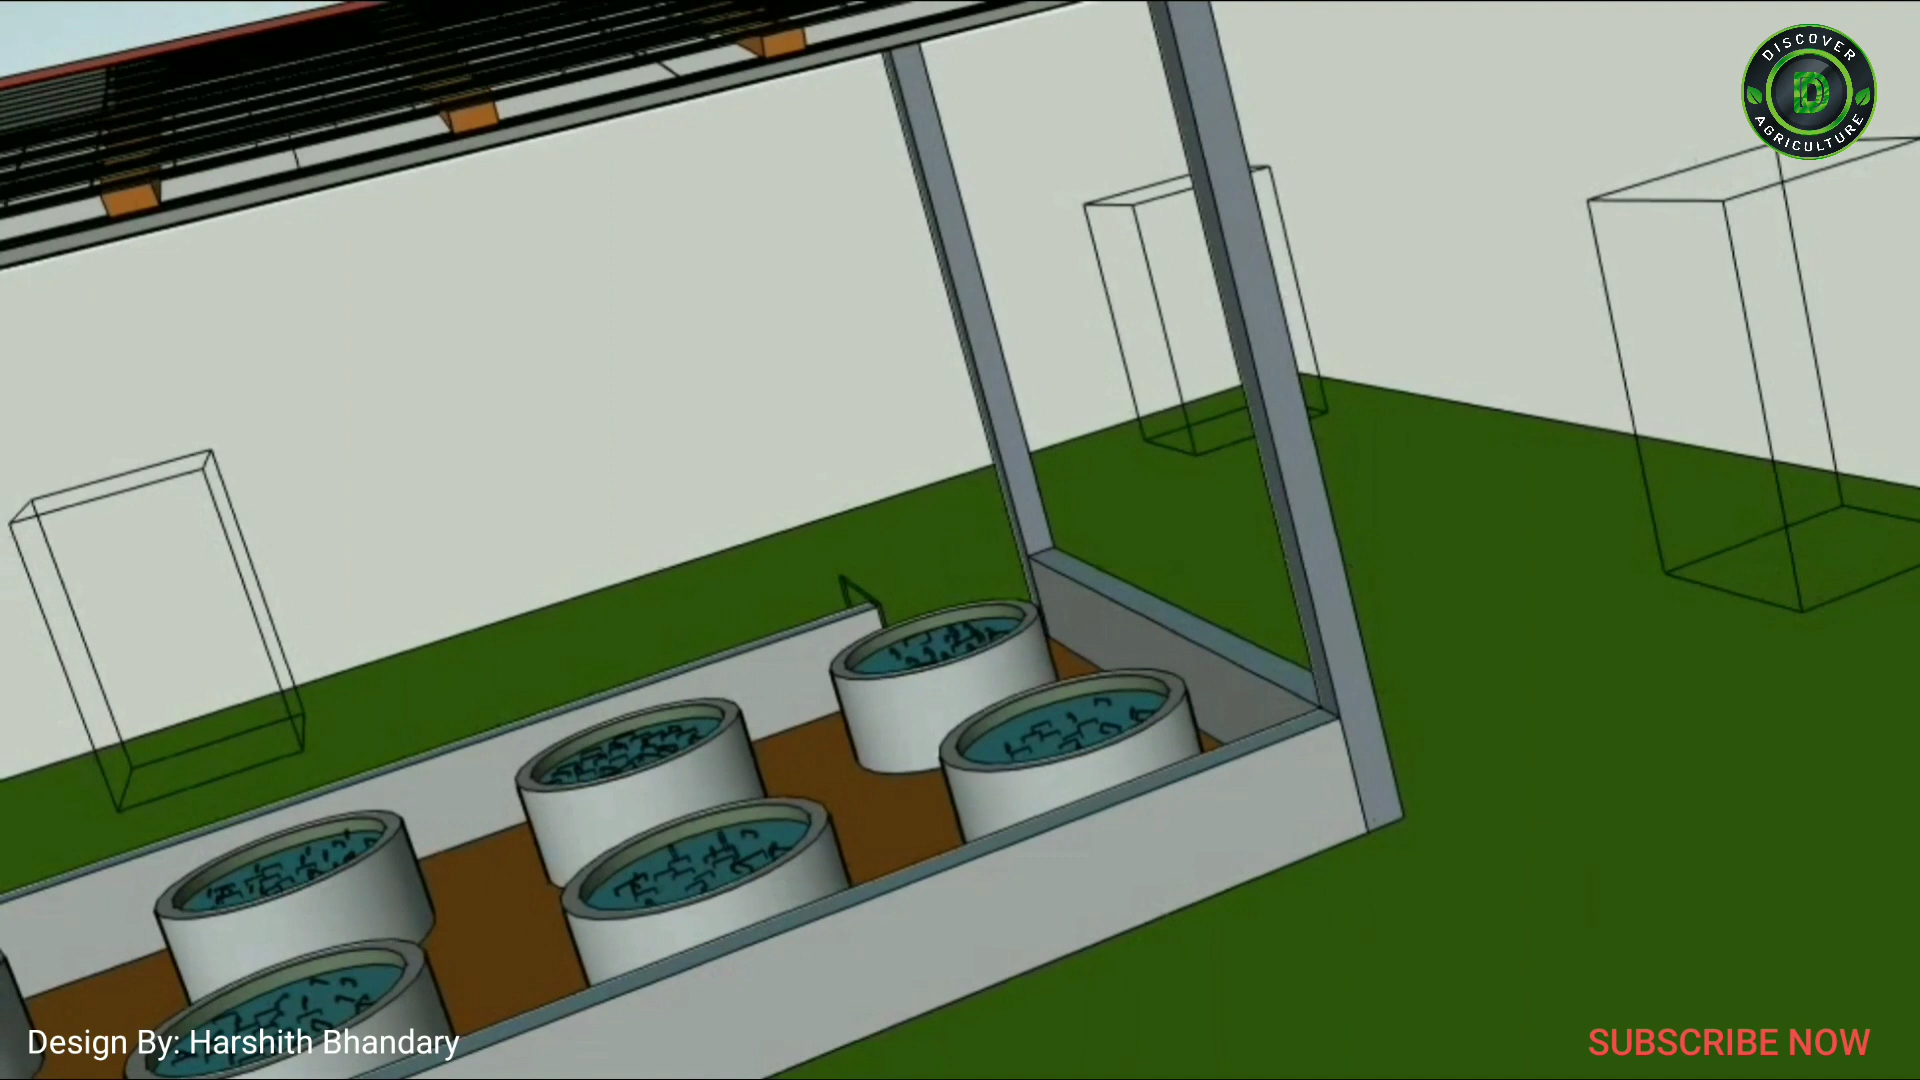 DISCOVER
D
AGRICULTURE
Design By: Harshith Bhandary
SUBSCRIBE NOW